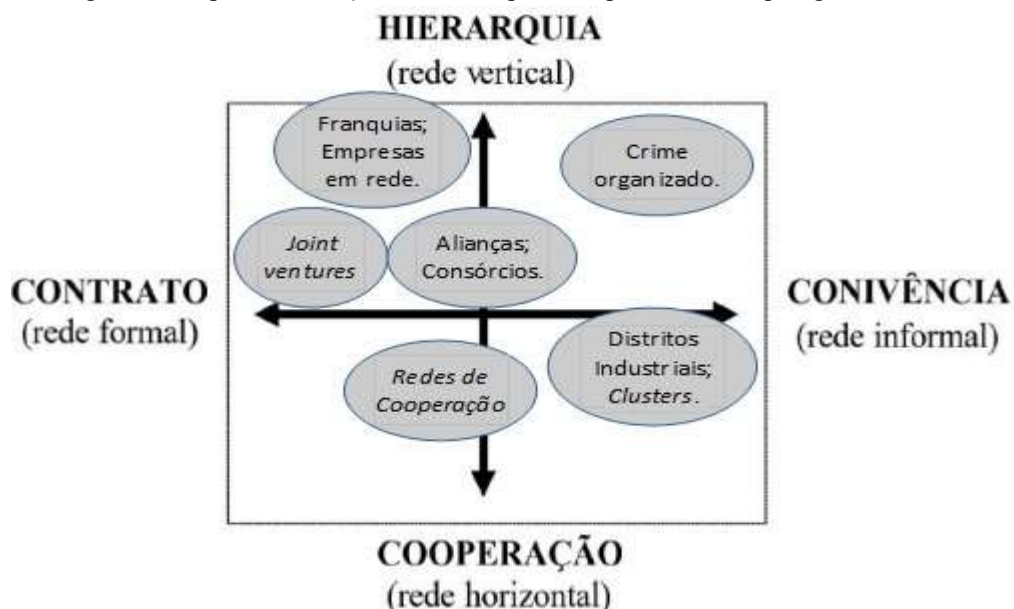 HIERARQUIA
(rede vertical)
Franquias;
Empresas
em rede.
Crime
organizado.
Joint
ventures
Alianças;
Consórcios.
CONTRATO
(rede formal)
CONIVÊNCIA
(rede informal)
Distritos
Industriais;
Clusters.
Redes de
Cooperação
COOPERAÇÃO
(rede horizontal)